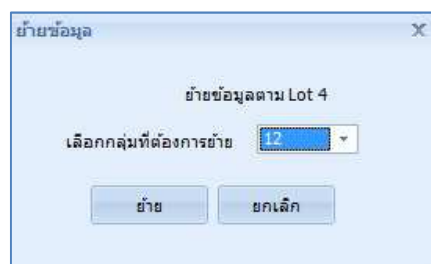 ย้ายข้อมูล
ย้ายข้อมูลตาม Lot 4
เลือกกลุ่มที่ต้องการย้าย 12
ย้าย ยกเลิก